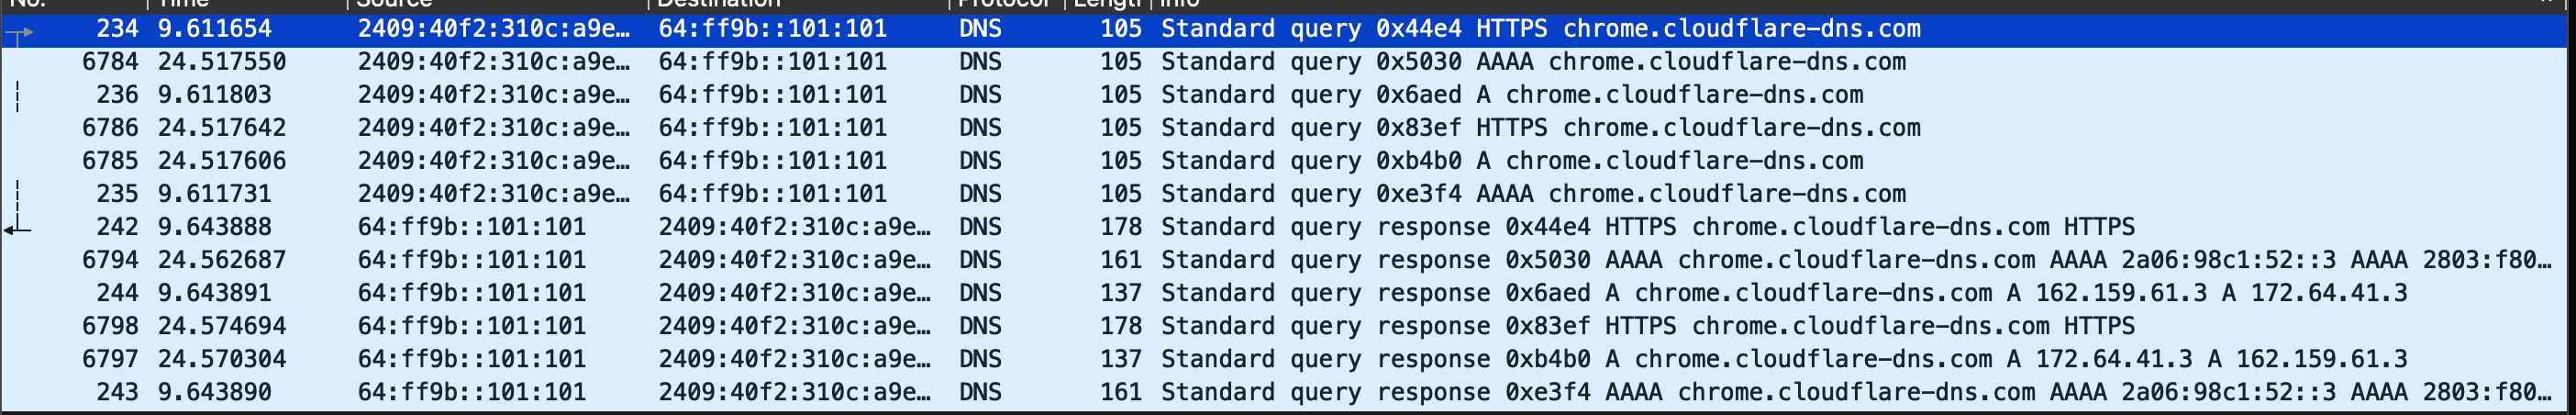 No. Time Source Destination Protocol Length Info
234 9.611654 2409:40f2:310c:a9e… 64:ff9b::101:101 DNS 105 Standard query 0x44e4 HTTPS chrome.cloudflare-dns.com
6784 24.517550 2409:40f2:310c:a9e… 64:ff9b::101:101 DNS 105 Standard query 0x5030 AAAA chrome.cloudflare-dns.com
236 9.611803 2409:40f2:310c:a9e… 64:ff9b::101:101 DNS 105 Standard query 0x6aed A chrome.cloudflare-dns.com
6786 24.517642 2409:40f2:310c:a9e… 64:ff9b::101:101 DNS 105 Standard query 0x83ef HTTPS chrome.cloudflare-dns.com
6785 24.517606 2409:40f2:310c:a9e… 64:ff9b::101:101 DNS 105 Standard query 0xb4b0 A chrome.cloudflare-dns.com
235 9.611731 2409:40f2:310c:a9e… 64:ff9b::101:101 DNS 105 Standard query 0xe3f4 AAAA chrome.cloudflare-dns.com
242 9.643888 64:ff9b::101:101 2409:40f2:310c:a9e… DNS 178 Standard query response 0x44e4 HTTPS chrome.cloudflare-dns.com HTTPS
6794 24.562687 64:ff9b::101:101 2409:40f2:310c:a9e… DNS 161 Standard query response 0x5030 AAAA chrome.cloudflare-dns.com AAAA 2a06:98c1:52::3 AAAA 2803:f80…
244 9.643891 64:ff9b::101:101 2409:40f2:310c:a9e… DNS 137 Standard query response 0x6aed A chrome.cloudflare-dns.com A 162.159.61.3 A 172.64.41.3
6798 24.574694 64:ff9b::101:101 2409:40f2:310c:a9e… DNS 178 Standard query response 0x83ef HTTPS chrome.cloudflare-dns.com HTTPS
6797 24.570304 64:ff9b::101:101 2409:40f2:310c:a9e… DNS 137 Standard query response 0xb4b0 A chrome.cloudflare-dns.com A 172.64.41.3 A 162.159.61.3
243 9.643890 64:ff9b::101:101 2409:40f2:310c:a9e… DNS 161 Standard query response 0xe3f4 AAAA chrome.cloudflare-dns.com AAAA 2a06:98c1:52::3 AAAA 2803:f80…